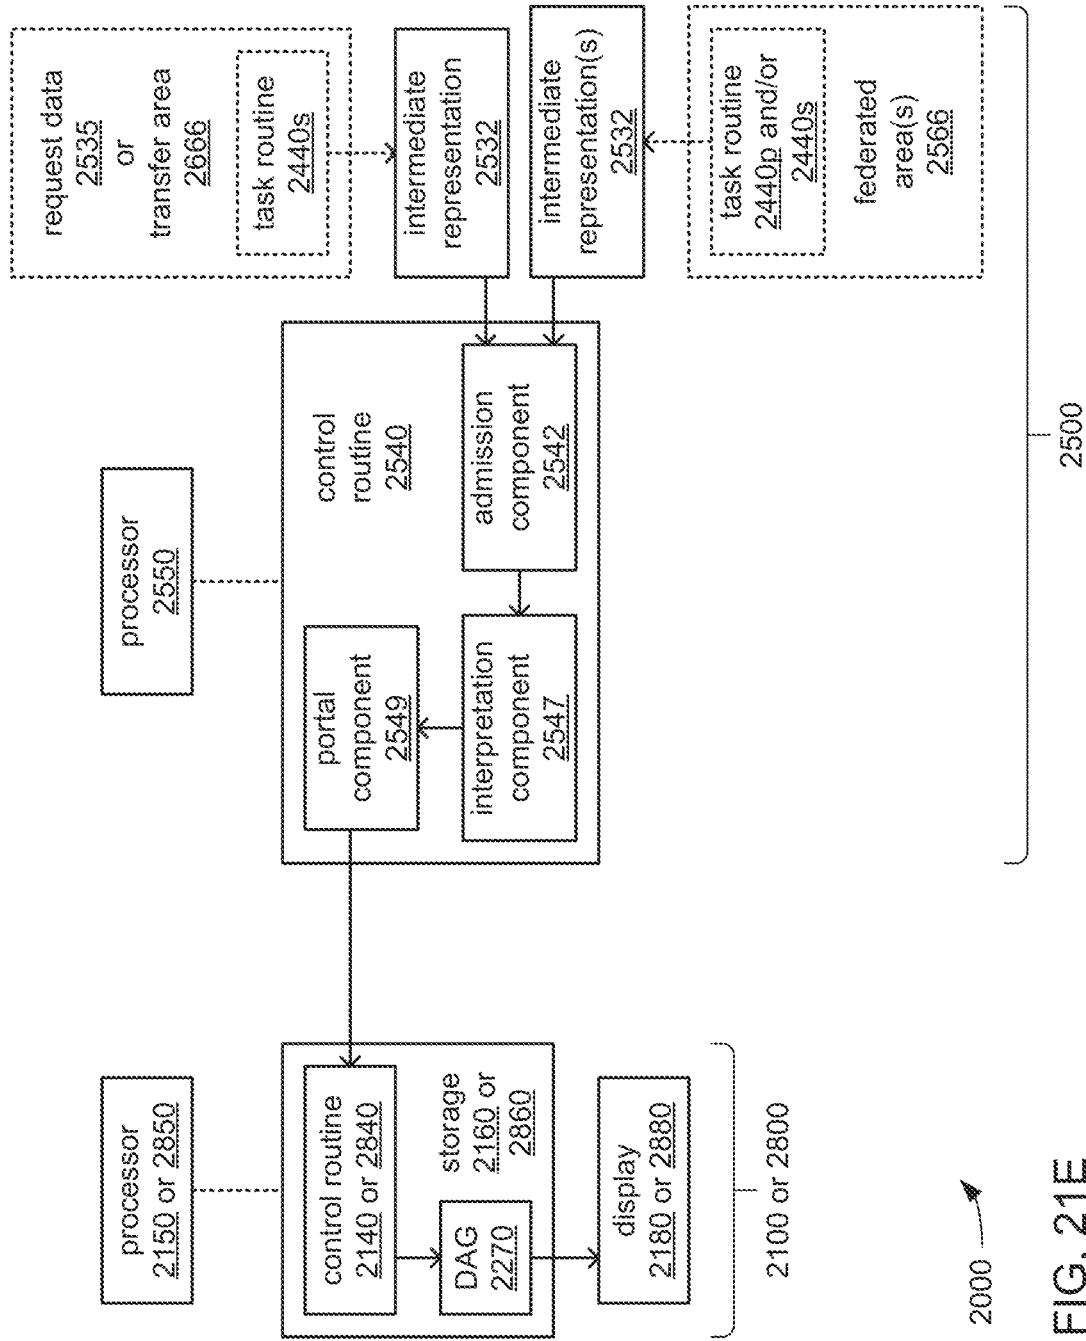 processor
2150 or 2850
control routine
2140 or 2840
DAG
2270
storage
2160 or
2860
display
2180 or 2880
2100 or 2800
processor
2550
control
routine
2540
portal
component
2549
interpretation
component
2547
admission
component
2542
request data
2535
or
transfer area
2666
task routine
2440s
intermediate
representation
2532
intermediate
representation(s)
2532
task routine
2440p and/or
2440s
federated
area(s)
2566
2500
2000
FIG. 21E